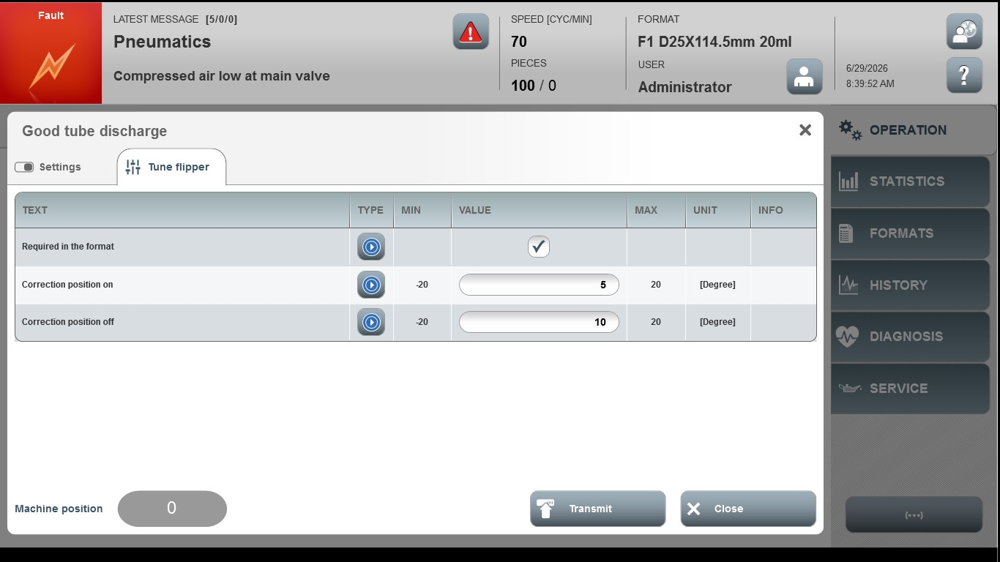 Fault
LATEST MESSAGE [5/0/0]
Pneumatics
Compressed air low at main valve
SPEED [CYC/MIN]
70
PIECES
100 / 0
FORMAT
F1 D25X114.5mm 20ml
USER
Administrator
6/29/2026
8:39:52 AM
?
Good tube discharge
Settings
Tune flipper
TEXT TYPE MIN VALUE MAX UNIT INFO
Required in the format
Correction position on -20 5 20 [Degree]
Correction position off -20 10 20 [Degree]
Machine position 0
Transmit
Close
OPERATION
STATISTICS
FORMATS
HISTORY
DIAGNOSIS
SERVICE
(•••)